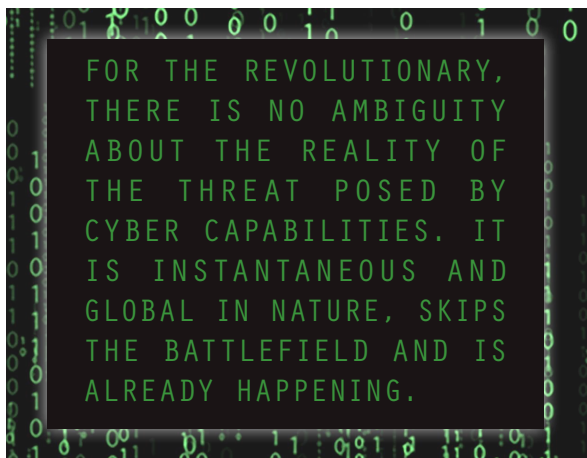 FOR THE REVOLUTIONARY,
THERE IS NO AMBIGUITY
ABOUT THE REALITY OF
THE THREAT POSED BY
CYBER CAPABILITIES. IT
IS INSTANTANEOUS AND
GLOBAL IN NATURE, SKIPS
THE BATTLEFIELD AND IS
ALREADY HAPPENING.